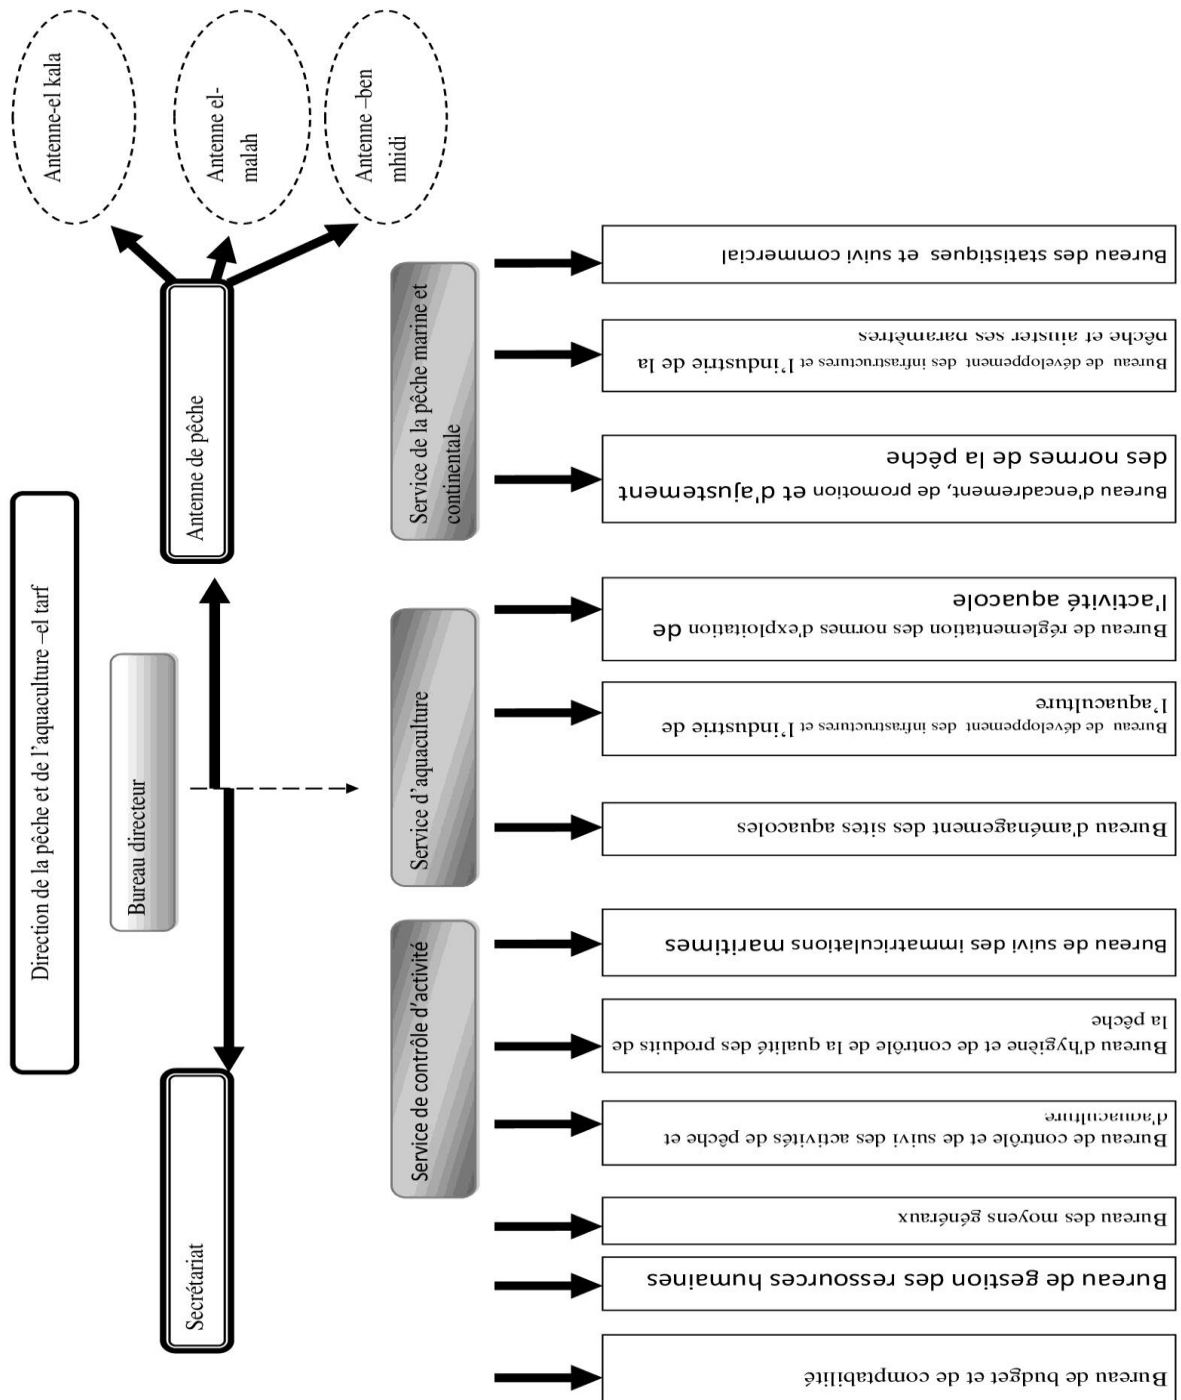 Direction de la pêche et de l'aquaculture –el tarf
Bureau directeur
Secrétariat
Antenne de pêche
Antenne-el kala
Antenne el-
malah
Antenne –ben
mhidi
Service de contrôle d'activité
Service d'aquaculture
Service de la pêche marine et
continentale
Bureau de budget et de comptabilité
Bureau de gestion des ressources humaines
Bureau des moyens généraux
Bureau de contrôle et de suivi des activités de pêche et
d'aquaculture
Bureau d'hygiène et de contrôle de la qualité des produits de
la pêche
Bureau de suivi des immatriculations maritimes
Bureau d'aménagement des sites aquacoles
Bureau de développement des infrastructures et l'industrie de
l'aquaculture
Bureau de réglementation des normes d'exploitation de
l'activité aquacole
Bureau d'encadrement, de promotion et d'ajustement
des normes de la pêche
Bureau de développement des infrastructures et l'industrie de la
pêche et ajuster ses paramètres
Bureau des statistiques et suivi commercial